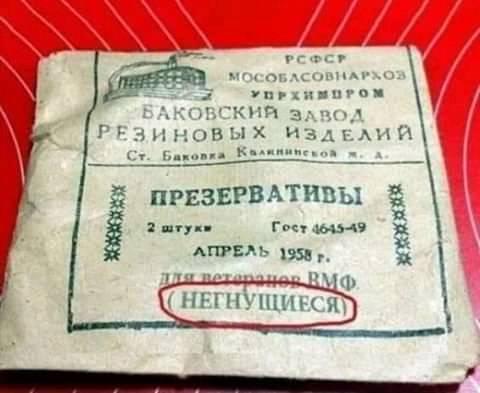 РСФСР
МОСОБЛСОВНАРХОЗ
УПРХИМПРОМ
БАКОВСКИЙ ЗАВОД
РЕЗИНОВЫХ ИЗДЕЛИЙ
Ст. Баковка Калининской ж. д.
ПРЕЗЕРВАТИВЫ
2 штуки Гост 4645-49
АПРЕЛЬ 1958 г.
для ветеранов ВМФ
(НЕГНУЩИЕСЯ)